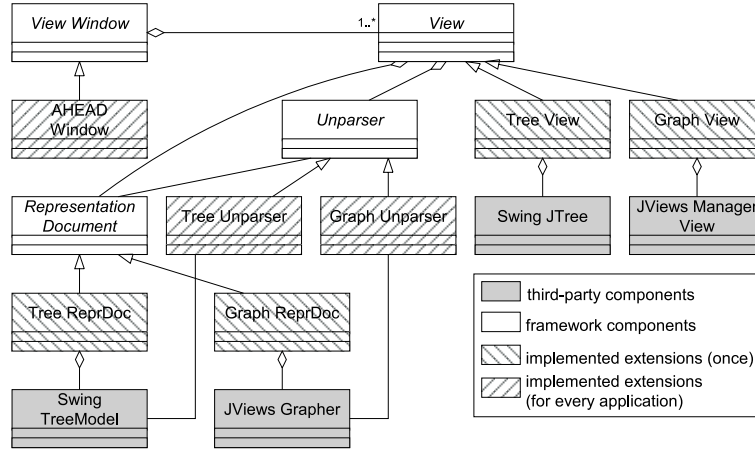 View Window
1..*
View
AHEAD
Window
Unparser
Tree View
Graph View
Representation
Document
Tree Unparser
Graph Unparser
Swing JTree
JViews Manager
View
Tree ReprDoc
Graph ReprDoc
third-party components
framework components
implemented extensions (once)
implemented extensions
(for every application)
Swing
TreeModel
JViews Grapher